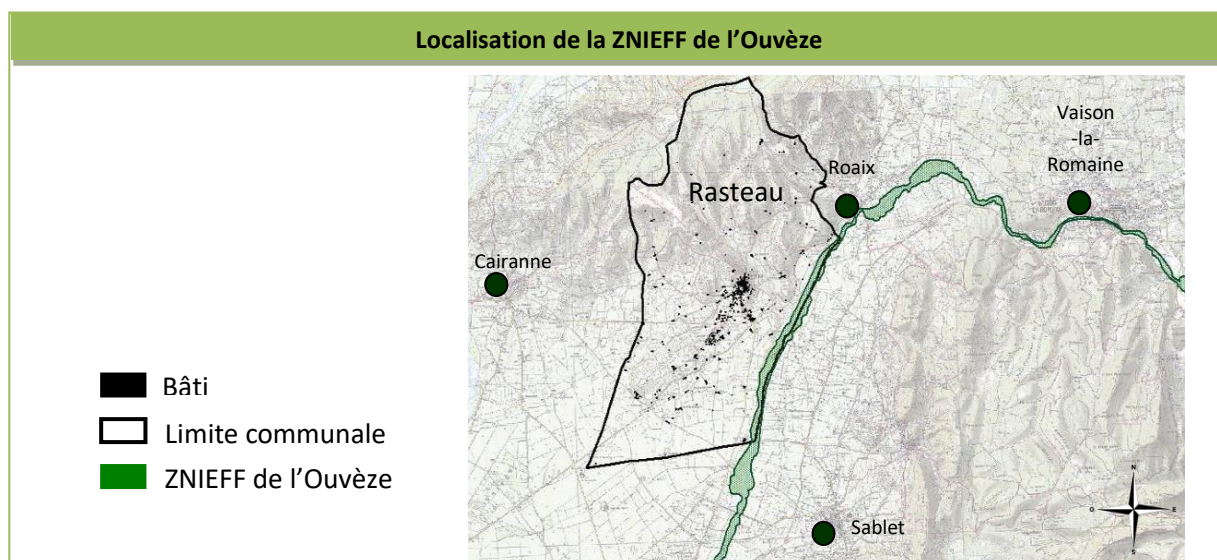 Localisation de la ZNIEFF de l’Ouvèze
Vaison
-la-
Romaine
Roaix
Rasteau
Cairanne
Bâti
Limite communale
ZNIEFF de l’Ouvèze
Sablet
N
O
E